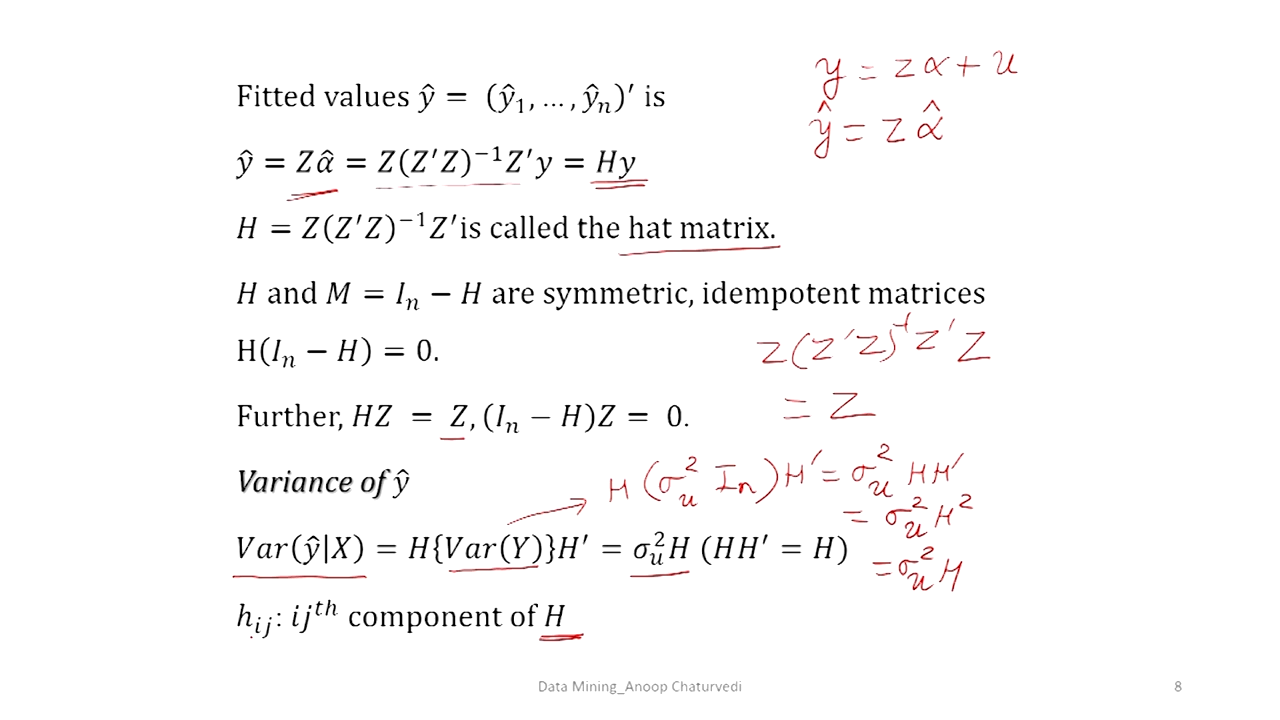 Fitted values ŷ = (ŷ₁, … , ŷₙ)′ is
y = Zα + u
ŷ = Zα̂
ŷ = Zα̂ = Z(Z′Z)⁻¹Z′y = Hy
H = Z(Z′Z)⁻¹Z′is called the hat matrix.
H and M = Iₙ − H are symmetric, idempotent matrices
H(Iₙ − H) = 0.
Z(Z′Z)⁻¹Z′Z
= Z
Further, HZ = Z, (Iₙ − H)Z = 0.
Variance of ŷ
H(σᵤ² Iₙ)H′ = σᵤ² HH′
= σᵤ² H²
= σᵤ² H
Var(ŷ|X) = H{Var(Y)}H′ = σᵤ²H (HH′ = H)
hᵢⱼ: ijᵗʰ component of H
Data Mining_Anoop Chaturvedi
8